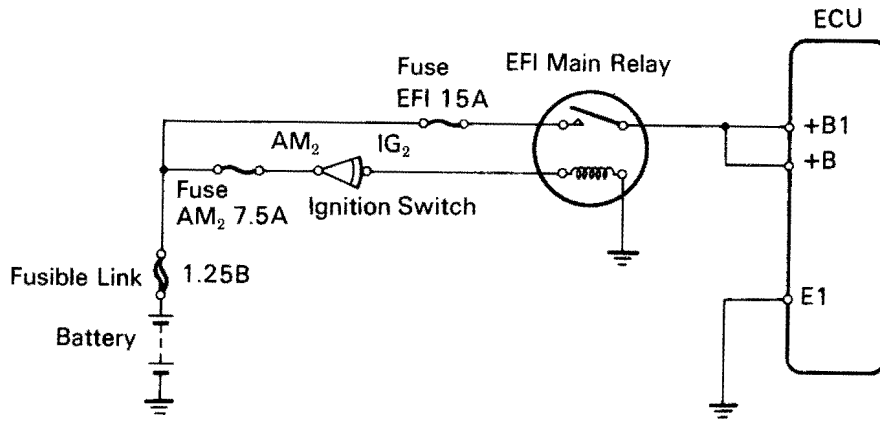 ECU
Fuse
EFI 15A
EFI Main Relay
+B1
+B
AM₂
IG₂
Fuse
AM₂ 7.5A
Ignition Switch
Fusible Link
1.25B
E1
Battery